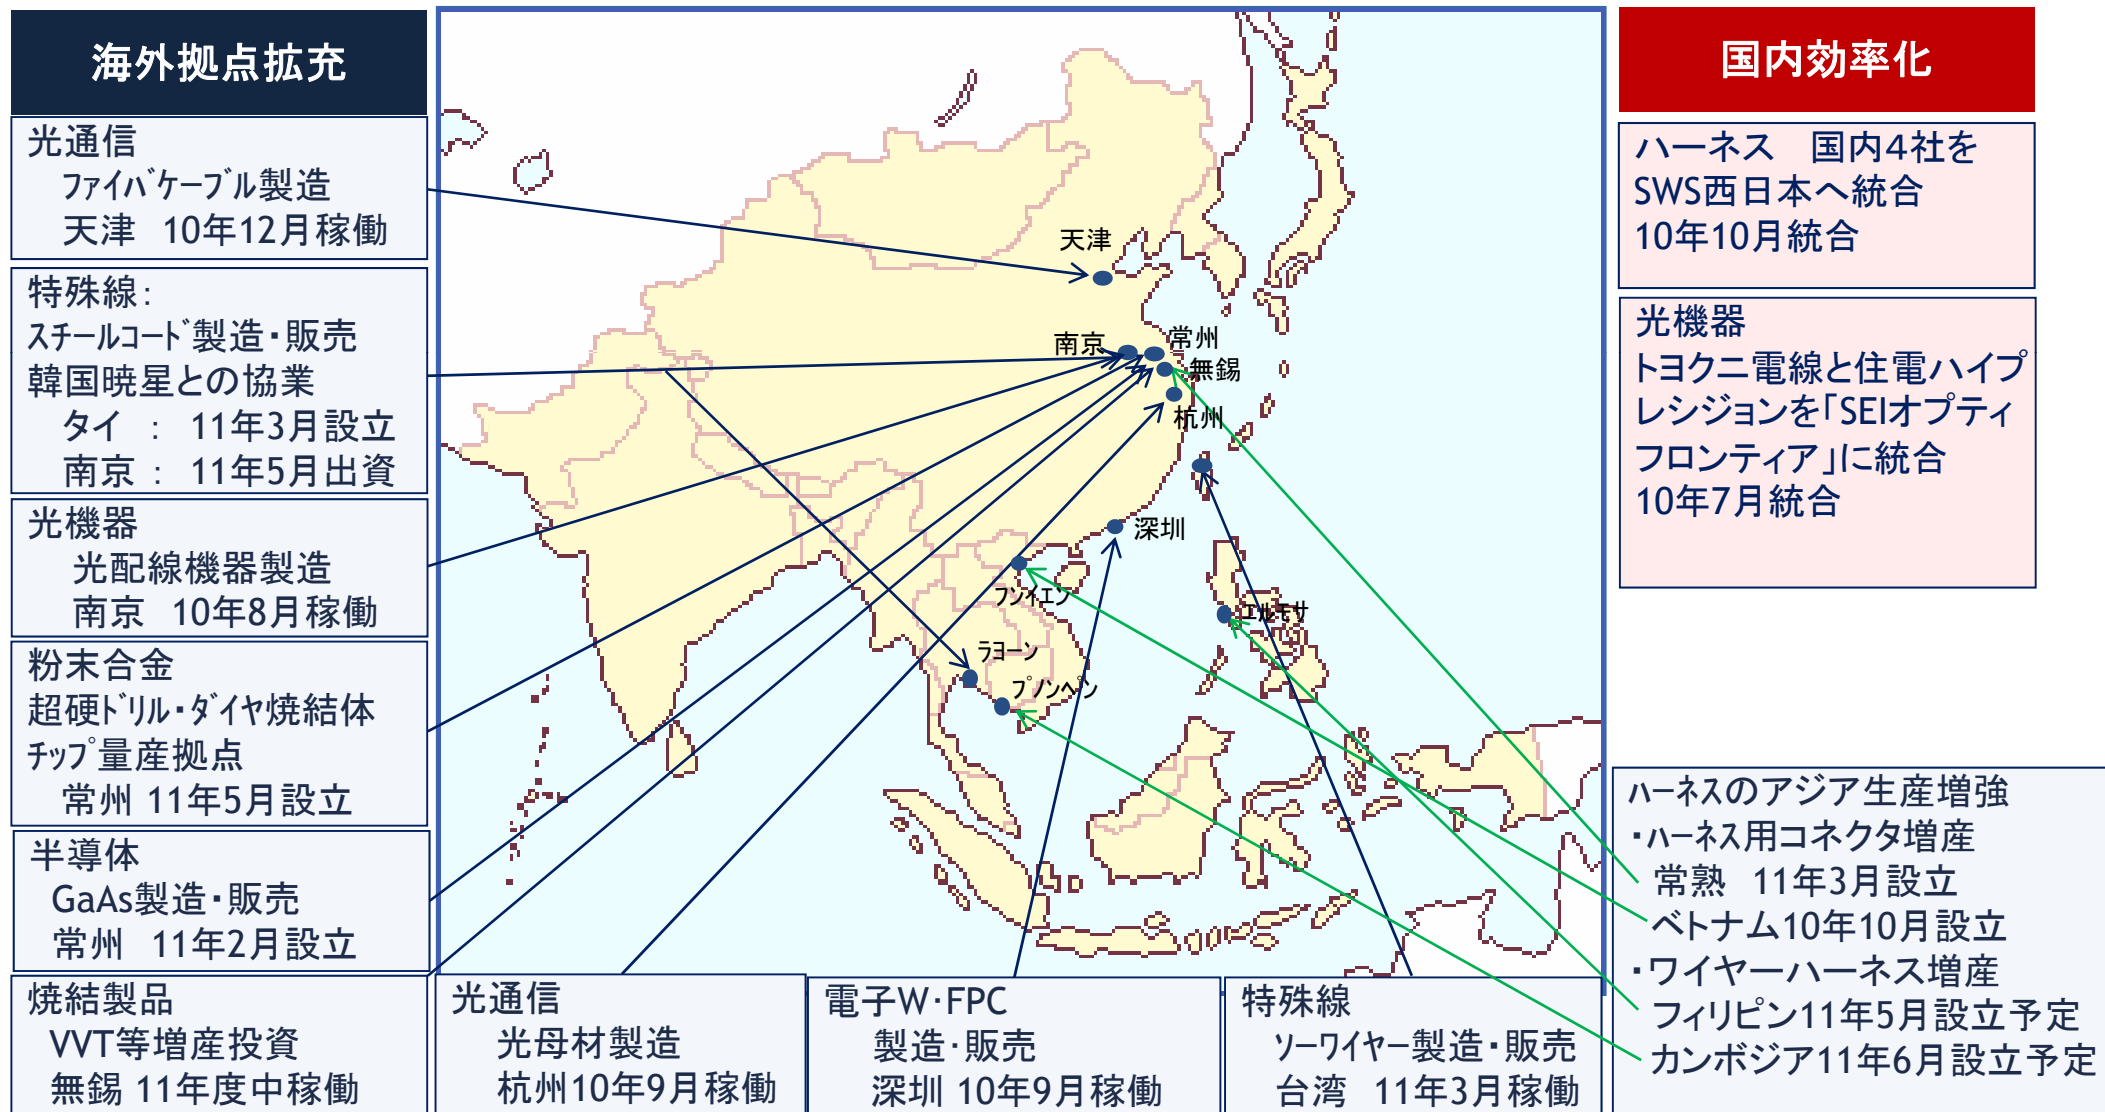 海外拠点拡充
光通信
ファイバケーブル製造
天津 10年12月稼働
特殊線：
スチールコード製造・販売
韓国暁星との協業
タイ ： 11年3月設立
南京 ： 11年5月出資
光機器
光配線機器製造
南京 10年8月稼働
粉末合金
超硬ドリル・ダイヤ焼結体
チップ量産拠点
常州 11年5月設立
半導体
GaAs製造・販売
常州 11年2月設立
焼結製品
VVT等増産投資
無錫 11年度中稼働
天津
南京
常州
無錫
杭州
深圳
フンイエン
エルモサ
ラヨーン
プノンペン
光通信
光母材製造
杭州10年9月稼働
電子W・FPC
製造・販売
深圳 10年9月稼働
特殊線
ソーワイヤー製造・販売
台湾 11年3月稼働
国内効率化
ハーネス 国内4社を
SWS西日本へ統合
10年10月統合
光機器
トヨクニ電線と住電ハイプ
レシジョンを「SEIオプティ
フロンティア」に統合
10年7月統合
ハーネスのアジア生産増強
・ハーネス用コネクタ増産
常熟 11年3月設立
ベトナム10年10月設立
・ワイヤーハーネス増産
フィリピン11年5月設立予定
カンボジア11年6月設立予定